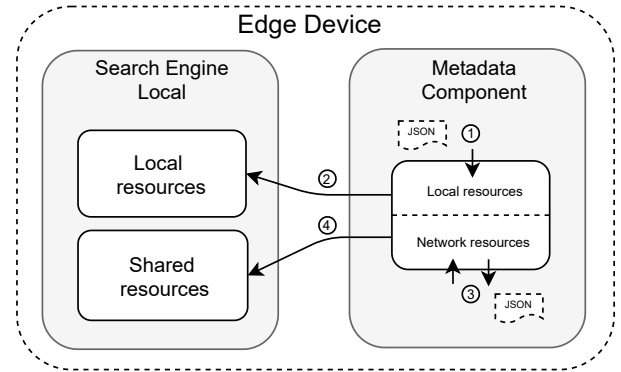 Edge Device
Search Engine
Local
Metadata
Component
JSON
1
Local
resources
2
Local resources
4
Network resources
Shared
resources
3
JSON